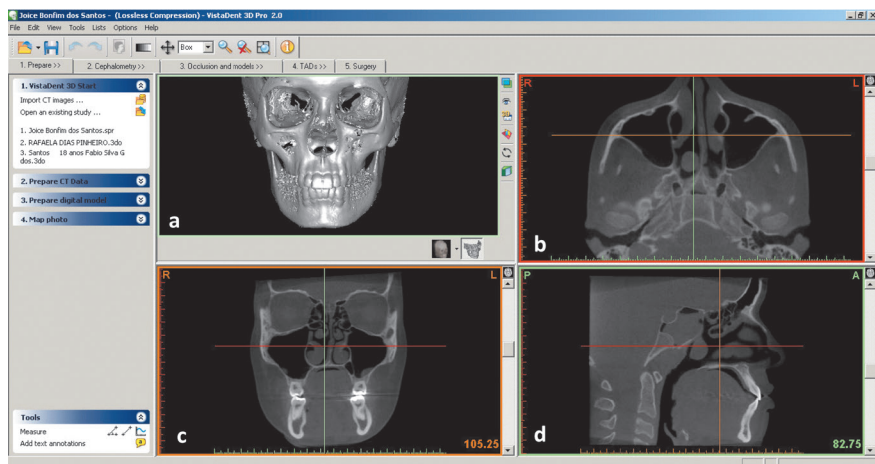 Joice Bonfim dos Santos - (Lossless Compression) - VistaDent 3D Pro 2.0
File Edit View Tools Lists Options Help
Box
1. Prepare >> 2. Cephalometry >> 3. Occlusion and models >> 4. TADs >> 5. Surgery
1. VistaDent 3D Start
Import CT images ...
Open an existing study ...
1. Joice Bonfim dos Santos.spr
2. RAFAELA DIAS PINHEIRO.3do
3. Santos 18 anos Fabio Silva G
dos.3do
2. Prepare CT Data
3. Prepare digital model
4. Map photo
a
R L
b
R L
c
105.25
P A
d
82.75
Tools
Measure
Add text annotations